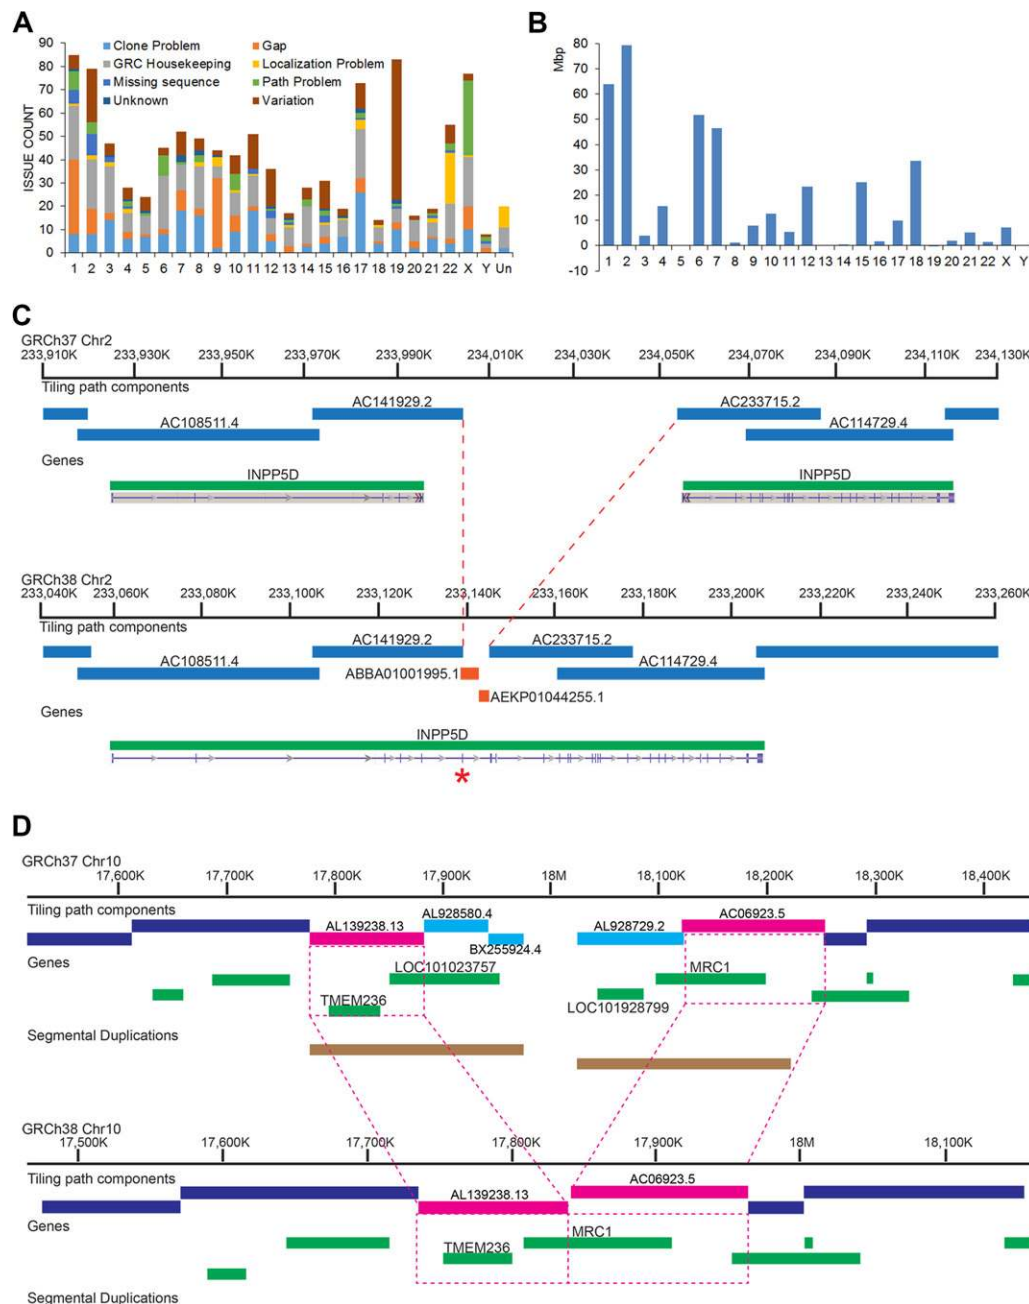 A
B
90
80
70
60
50
40
30
20
10
0
ISSUE COUNT
Clone Problem
Gap
GRC Housekeeping
Localization Problem
Missing sequence
Path Problem
Unknown
Variation
1 2 3 4 5 6 7 8 9 10 11 12 13 14 15 16 17 18 19 20 21 22 X Y Un
80
70
60
50
40
30
20
10
0
-10
Mbp
1 2 3 4 5 6 7 8 9 10 11 12 13 14 15 16 17 18 19 20 21 22 X Y
C
GRCh37 Chr2
233,910K 233,930K 233,950K 233,970K 233,990K 234,010K 234,030K 234,050K 234,070K 234,090K 234,110K 234,130K
Tiling path components
AC141929.2
AC233715.2
AC108511.4
AC114729.4
Genes
INPP5D
INPP5D
GRCh38 Chr2
233,040K 233,060K 233,080K 233,100K 233,120K 233,140K 233,160K 233,180K 233,200K 233,220K 233,240K 233,260K
Tiling path components
AC141929.2
AC233715.2
AC108511.4
ABBA01001995.1
AC114729.4
AEKP01044255.1
Genes
INPP5D
*
D
GRCh37 Chr10
17,600K 17,700K 17,800K 17,900K 18M 18,100K 18,200K 18,300K 18,400K
Tiling path components
AL139238.13
AL928580.4
AL928729.2
AC06923.5
BX255924.4
Genes
LOC101023757
MRC1
TMEM236
LOC101928799
Segmental Duplications
GRCh38 Chr10
17,500K 17,600K 17,700K 17,800K 17,900K 18M 18,100K
Tiling path components
AL139238.13
AC06923.5
Genes
MRC1
TMEM236
Segmental Duplications